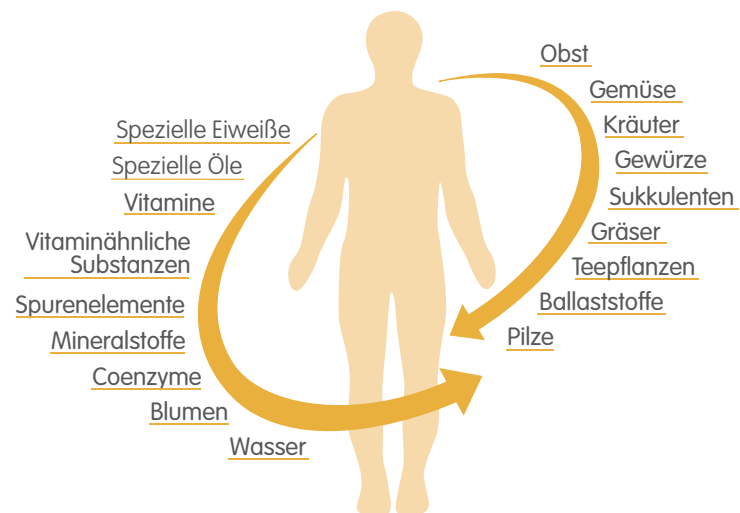 Spezielle Eiweiße
Spezielle Öle
Vitamine
Vitaminähnliche
Substanzen
Spurenelemente
Mineralstoffe
Coenzyme
Blumen
Wasser
Obst
Gemüse
Kräuter
Gewürze
Sukkulenten
Gräser
Teepflanzen
Ballaststoffe
Pilze